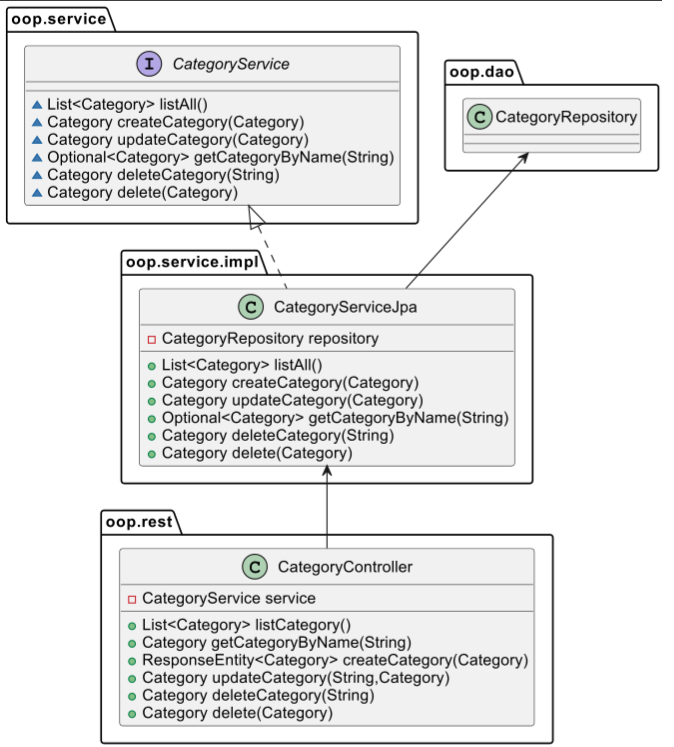 oop.service
I CategoryService
List<Category> listAll()
Category createCategory(Category)
Category updateCategory(Category)
Optional<Category> getCategoryByName(String)
Category deleteCategory(String)
Category delete(Category)
oop.dao
C CategoryRepository
oop.service.impl
C CategoryServiceJpa
CategoryRepository repository
List<Category> listAll()
Category createCategory(Category)
Category updateCategory(Category)
Optional<Category> getCategoryByName(String)
Category deleteCategory(String)
Category delete(Category)
oop.rest
C CategoryController
CategoryService service
List<Category> listCategory()
Category getCategoryByName(String)
ResponseEntity<Category> createCategory(Category)
Category updateCategory(String,Category)
Category deleteCategory(String)
Category delete(Category)